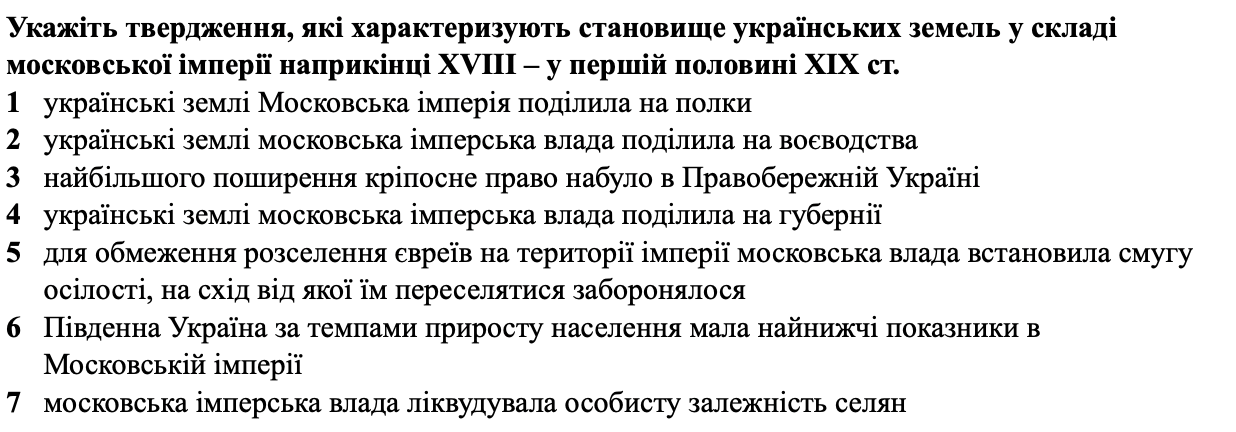 Укажіть твердження, які характеризують становище українських земель у складі
московської імперії наприкінці XVIII – у першій половині XIX ст.
1 українські землі Московська імперія поділила на полки
2 українські землі московська імперська влада поділила на воєводства
3 найбільшого поширення кріпосне право набуло в Правобережній Україні
4 українські землі московська імперська влада поділила на губернії
5 для обмеження розселення євреїв на території імперії московська влада встановила смугу
осілості, на схід від якої їм переселятися заборонялося
6 Південна Україна за темпами приросту населення мала найнижчі показники в
Московській імперії
7 московська імперська влада ліквудувала особисту залежність селян